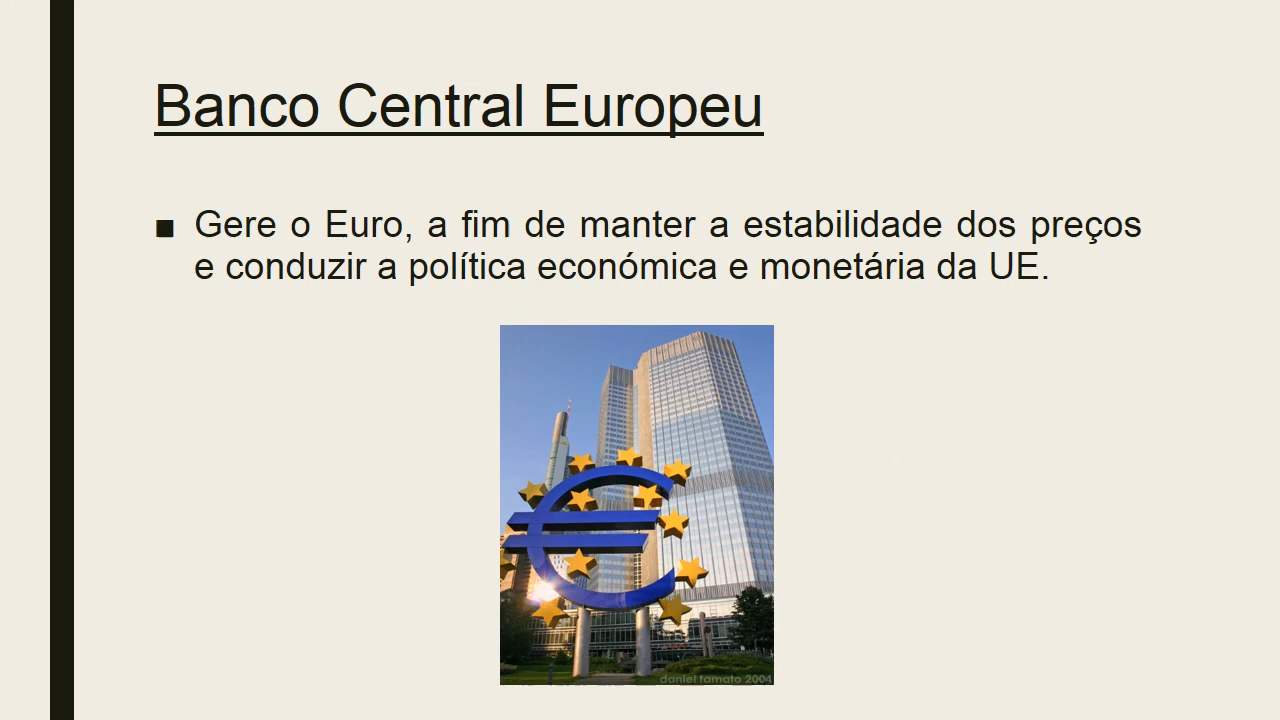 Banco Central Europeu
■ Gere o Euro, a fim de manter a estabilidade dos preços
e conduzir a política económica e monetária da UE.
daniel tamato 2004